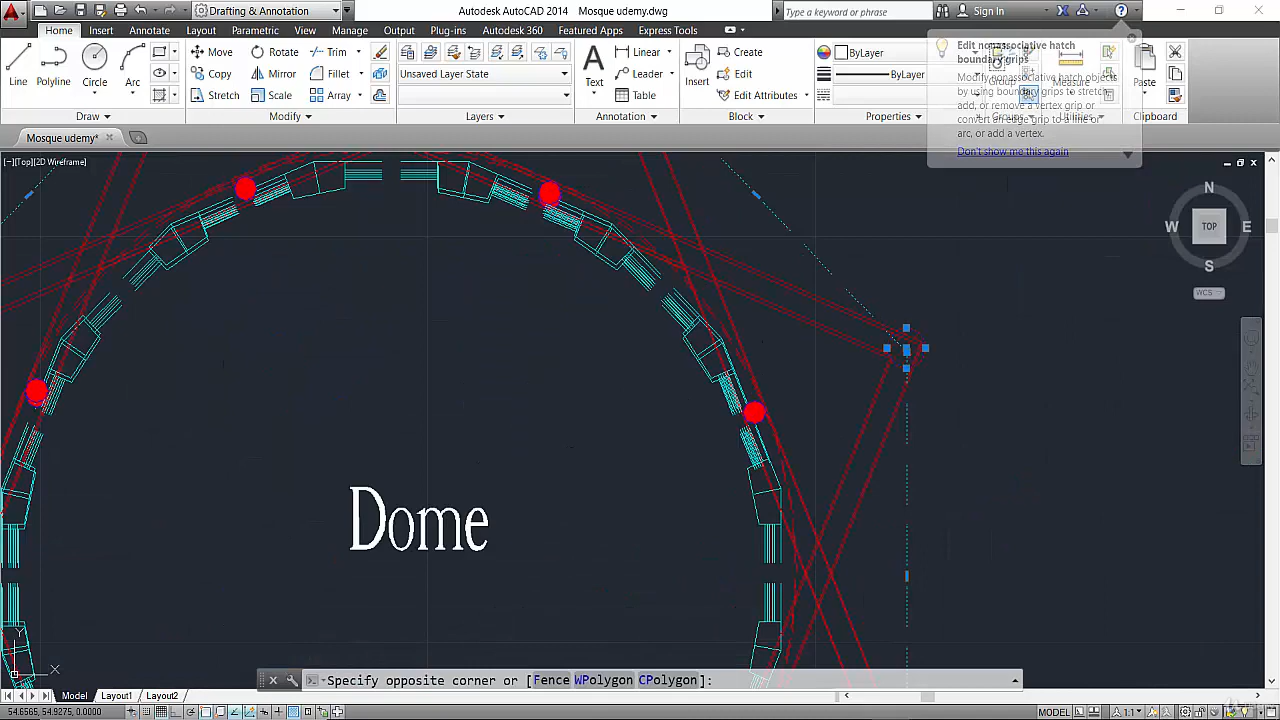 Drafting & Annotation
Autodesk AutoCAD 2014 Mosque udemy.dwg
Type a keyword or phrase
Sign In
Home Insert Annotate Layout Parametric View Manage Output Plug-ins Autodesk 360 Featured Apps Express Tools
Line Polyline Circle Arc
Move Rotate Trim
Copy Mirror Fillet
Stretch Scale Array
Unsaved Layer State
Text
Linear
Leader
Table
Insert
Create
Edit
Edit Attributes
ByLayer
ByLayer
Paste
Draw Modify Layers Annotation Block Properties Groups Utilities Clipboard
Edit nonassociative hatch
boundary grips
Modify nonassociative hatch objects
by using boundary grips to stretch,
add, or remove a vertex grip or
convert an edge grip to a line or
arc, or add a vertex.
Don't show me this again
Mosque udemy*
[−][Top][2D Wireframe]
N
W TOP E
S
WCS
Dome
Y
X
Specify opposite corner or [Fence WPolygon CPolygon]:
Model Layout1 Layout2
54.6565, 54.9375, 0.0000
MODEL
1:1